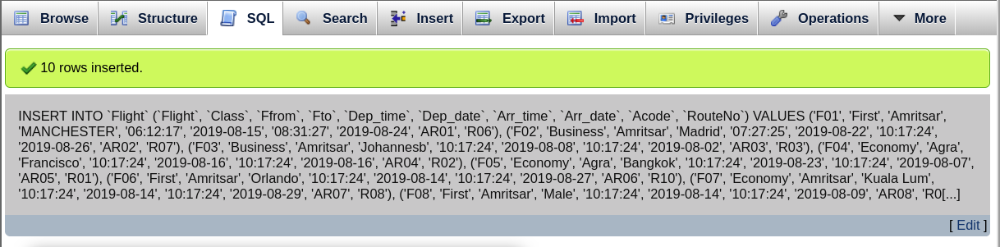 Browse Structure SQL Search Insert Export Import Privileges Operations More
10 rows inserted.
INSERT INTO `Flight` (`Flight`, `Class`, `Ffrom`, `Fto`, `Dep_time`, `Dep_date`, `Arr_time`, `Arr_date`, `Acode`, `RouteNo`) VALUES ('F01', 'First', 'Amritsar',
'MANCHESTER', '06:12:17', '2019-08-15', '08:31:27', '2019-08-24', 'AR01', 'R06'), ('F02', 'Business', 'Amritsar', 'Madrid', '07:27:25', '2019-08-22', '10:17:24',
'2019-08-26', 'AR02', 'R07'), ('F03', 'Business', 'Amritsar', 'Johannesb', '10:17:24', '2019-08-08', '10:17:24', '2019-08-02', 'AR03', 'R03'), ('F04', 'Economy', 'Agra',
'Francisco', '10:17:24', '2019-08-16', '10:17:24', '2019-08-16', 'AR04', 'R02'), ('F05', 'Economy', 'Agra', 'Bangkok', '10:17:24', '2019-08-23', '10:17:24', '2019-08-07',
'AR05', 'R01'), ('F06', 'First', 'Amritsar', 'Orlando', '10:17:24', '2019-08-14', '10:17:24', '2019-08-27', 'AR06', 'R10'), ('F07', 'Economy', 'Amritsar', 'Kuala Lum',
'10:17:24', '2019-08-14', '10:17:24', '2019-08-29', 'AR07', 'R08'), ('F08', 'First', 'Amritsar', 'Male', '10:17:24', '2019-08-14', '10:17:24', '2019-08-09', 'AR08', 'R0[...]
[ Edit ]